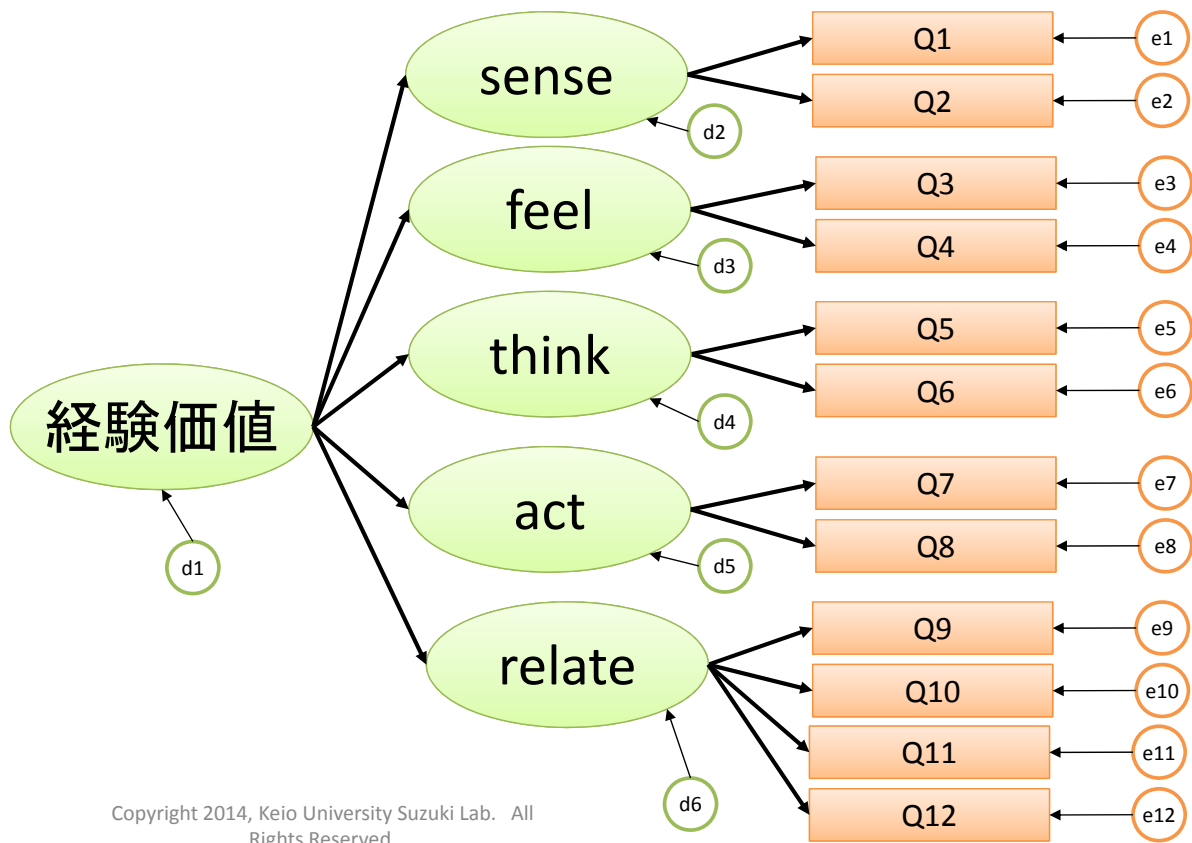 sense
Q1
e1
Q2
e2
d2
feel
Q3
e3
Q4
e4
d3
think
Q5
e5
Q6
e6
d4
経験価値
d1
act
Q7
e7
Q8
e8
d5
relate
Q9
e9
Q10
e10
Q11
e11
Q12
e12
d6
Copyright 2014, Keio University Suzuki Lab. All
Rights Reserved